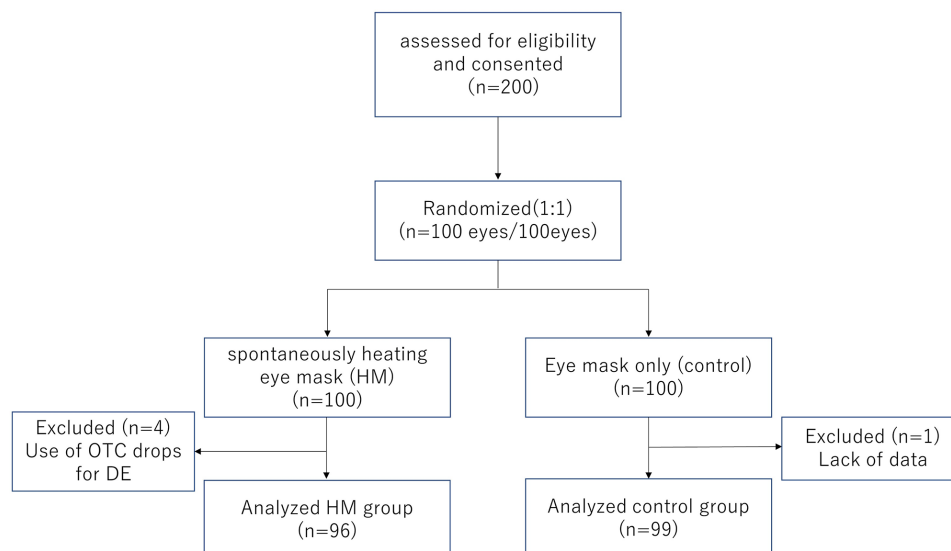 assessed for eligibility
and consented
(n=200)
Randomized(1:1)
(n=100 eyes/100eyes)
spontaneously heating
eye mask (HM)
(n=100)
Eye mask only (control)
(n=100)
Excluded (n=4)
Use of OTC drops
for DE
Excluded (n=1)
Lack of data
Analyzed HM group
(n=96)
Analyzed control group
(n=99)